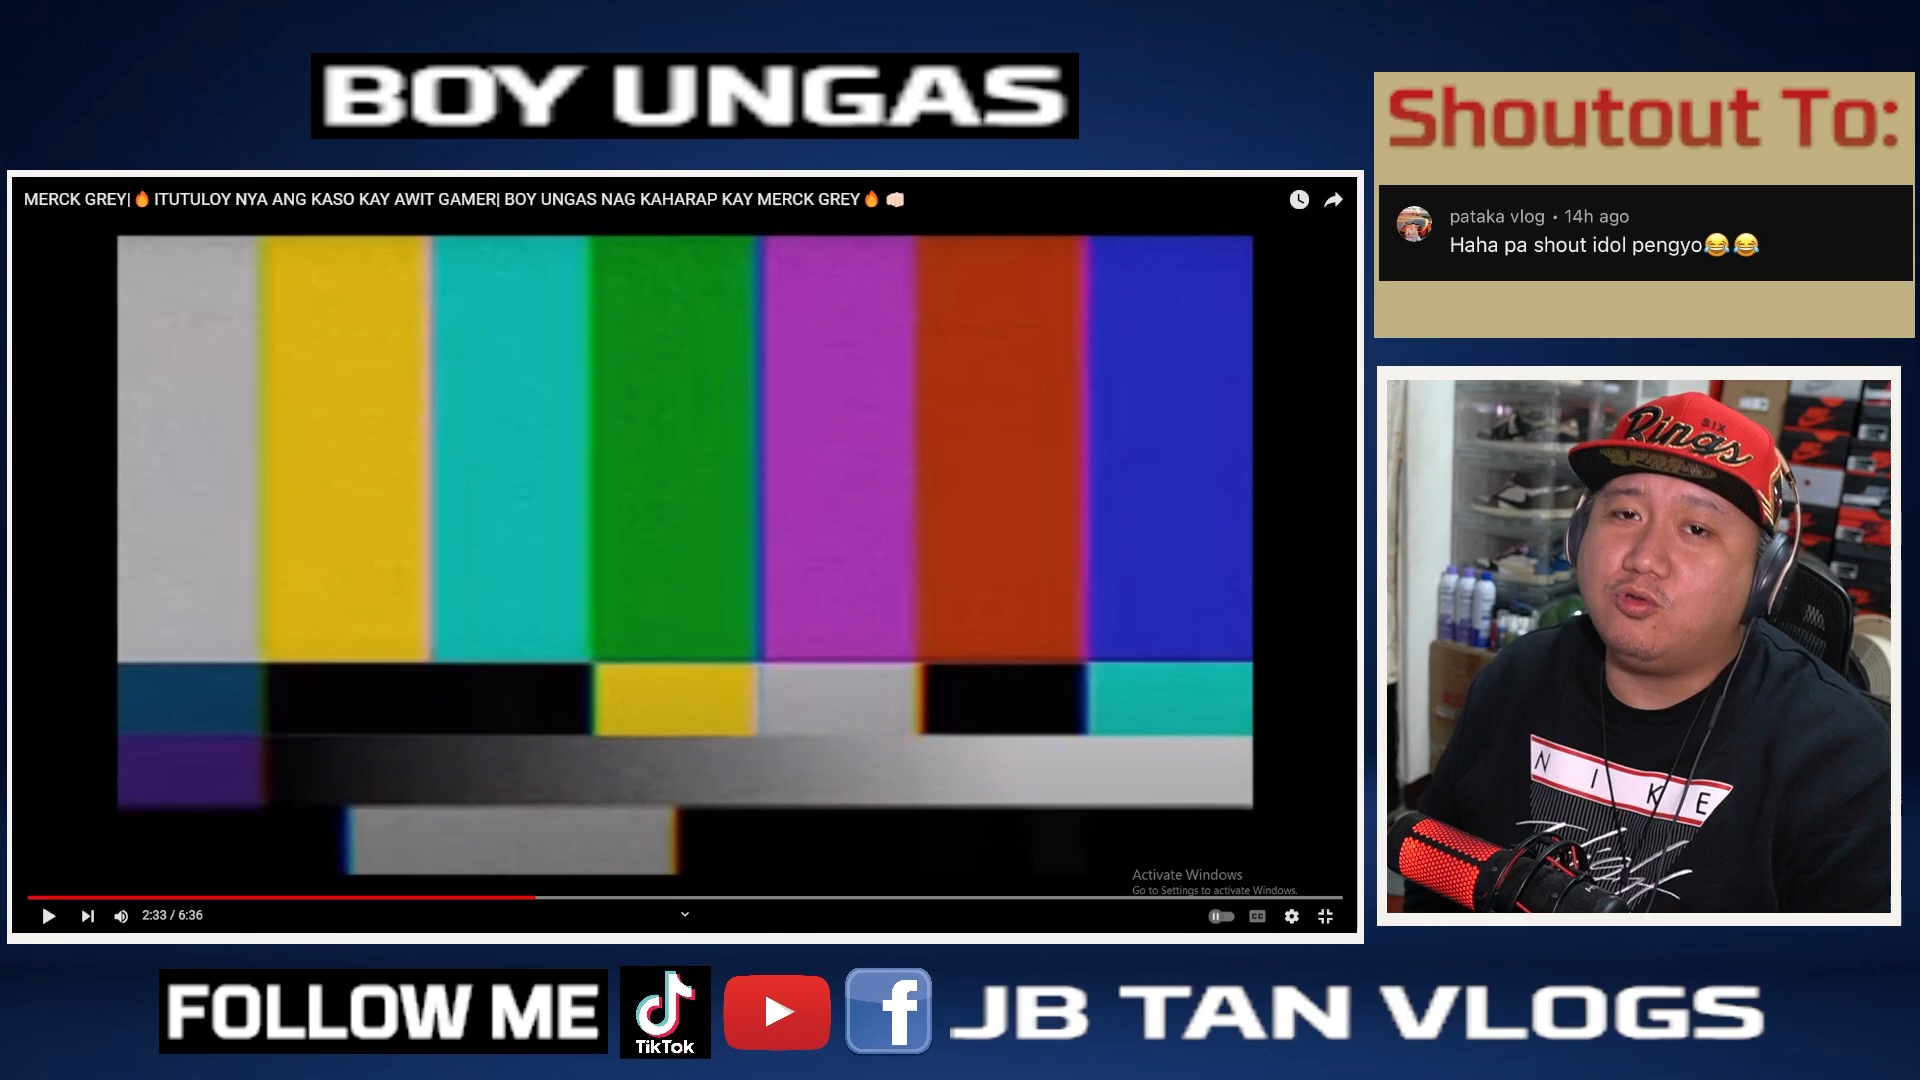 BOY UNGAS
Shoutout To:
MERCK GREY|🔥ITUTULOY NYA ANG KASO KAY AWIT GAMER| BOY UNGAS NAG KAHARAP KAY MERCK GREY🔥👊🏻
pataka vlog • 14h ago
Haha pa shout idol pengyo😂😂
SIX
Rings
N I K E
Activate Windows
Go to Settings to activate Windows.
2:33 / 6:36
CC
FOLLOW ME
TikTok
JB TAN VLOGS